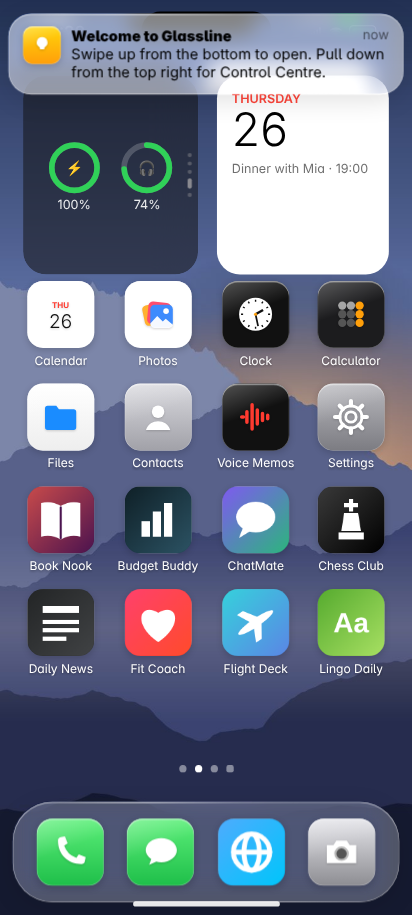 Welcome to Glassline
now
Swipe up from the bottom to open. Pull down
from the top right for Control Centre.
THURSDAY
26
Dinner with Mia · 19:00
100%
74%
THU
26
Calendar
Photos
Clock
Calculator
Files
Contacts
Voice Memos
Settings
Book Nook
Budget Buddy
ChatMate
Chess Club
Aa
Daily News
Fit Coach
Flight Deck
Lingo Daily